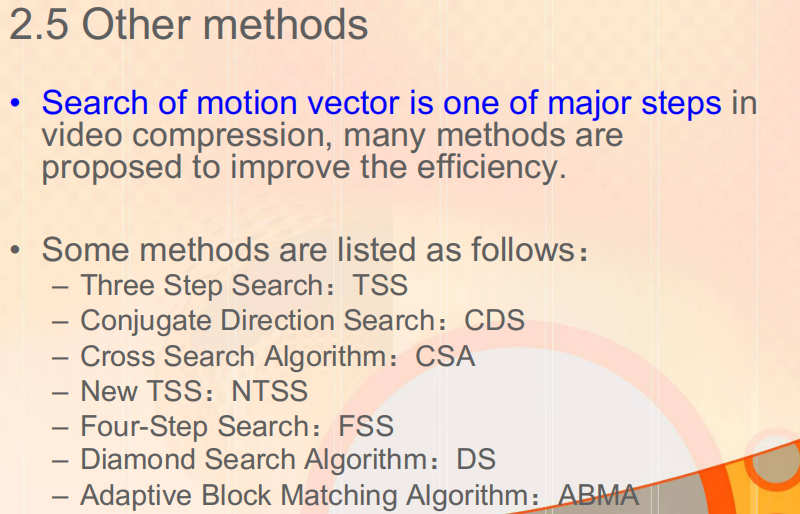 2.5 Other methods
• Search of motion vector is one of major steps in
video compression, many methods are
proposed to improve the efficiency.
• Some methods are listed as follows：
– Three Step Search：TSS
– Conjugate Direction Search：CDS
– Cross Search Algorithm：CSA
– New TSS：NTSS
– Four-Step Search：FSS
– Diamond Search Algorithm：DS
– Adaptive Block Matching Algorithm：ABMA